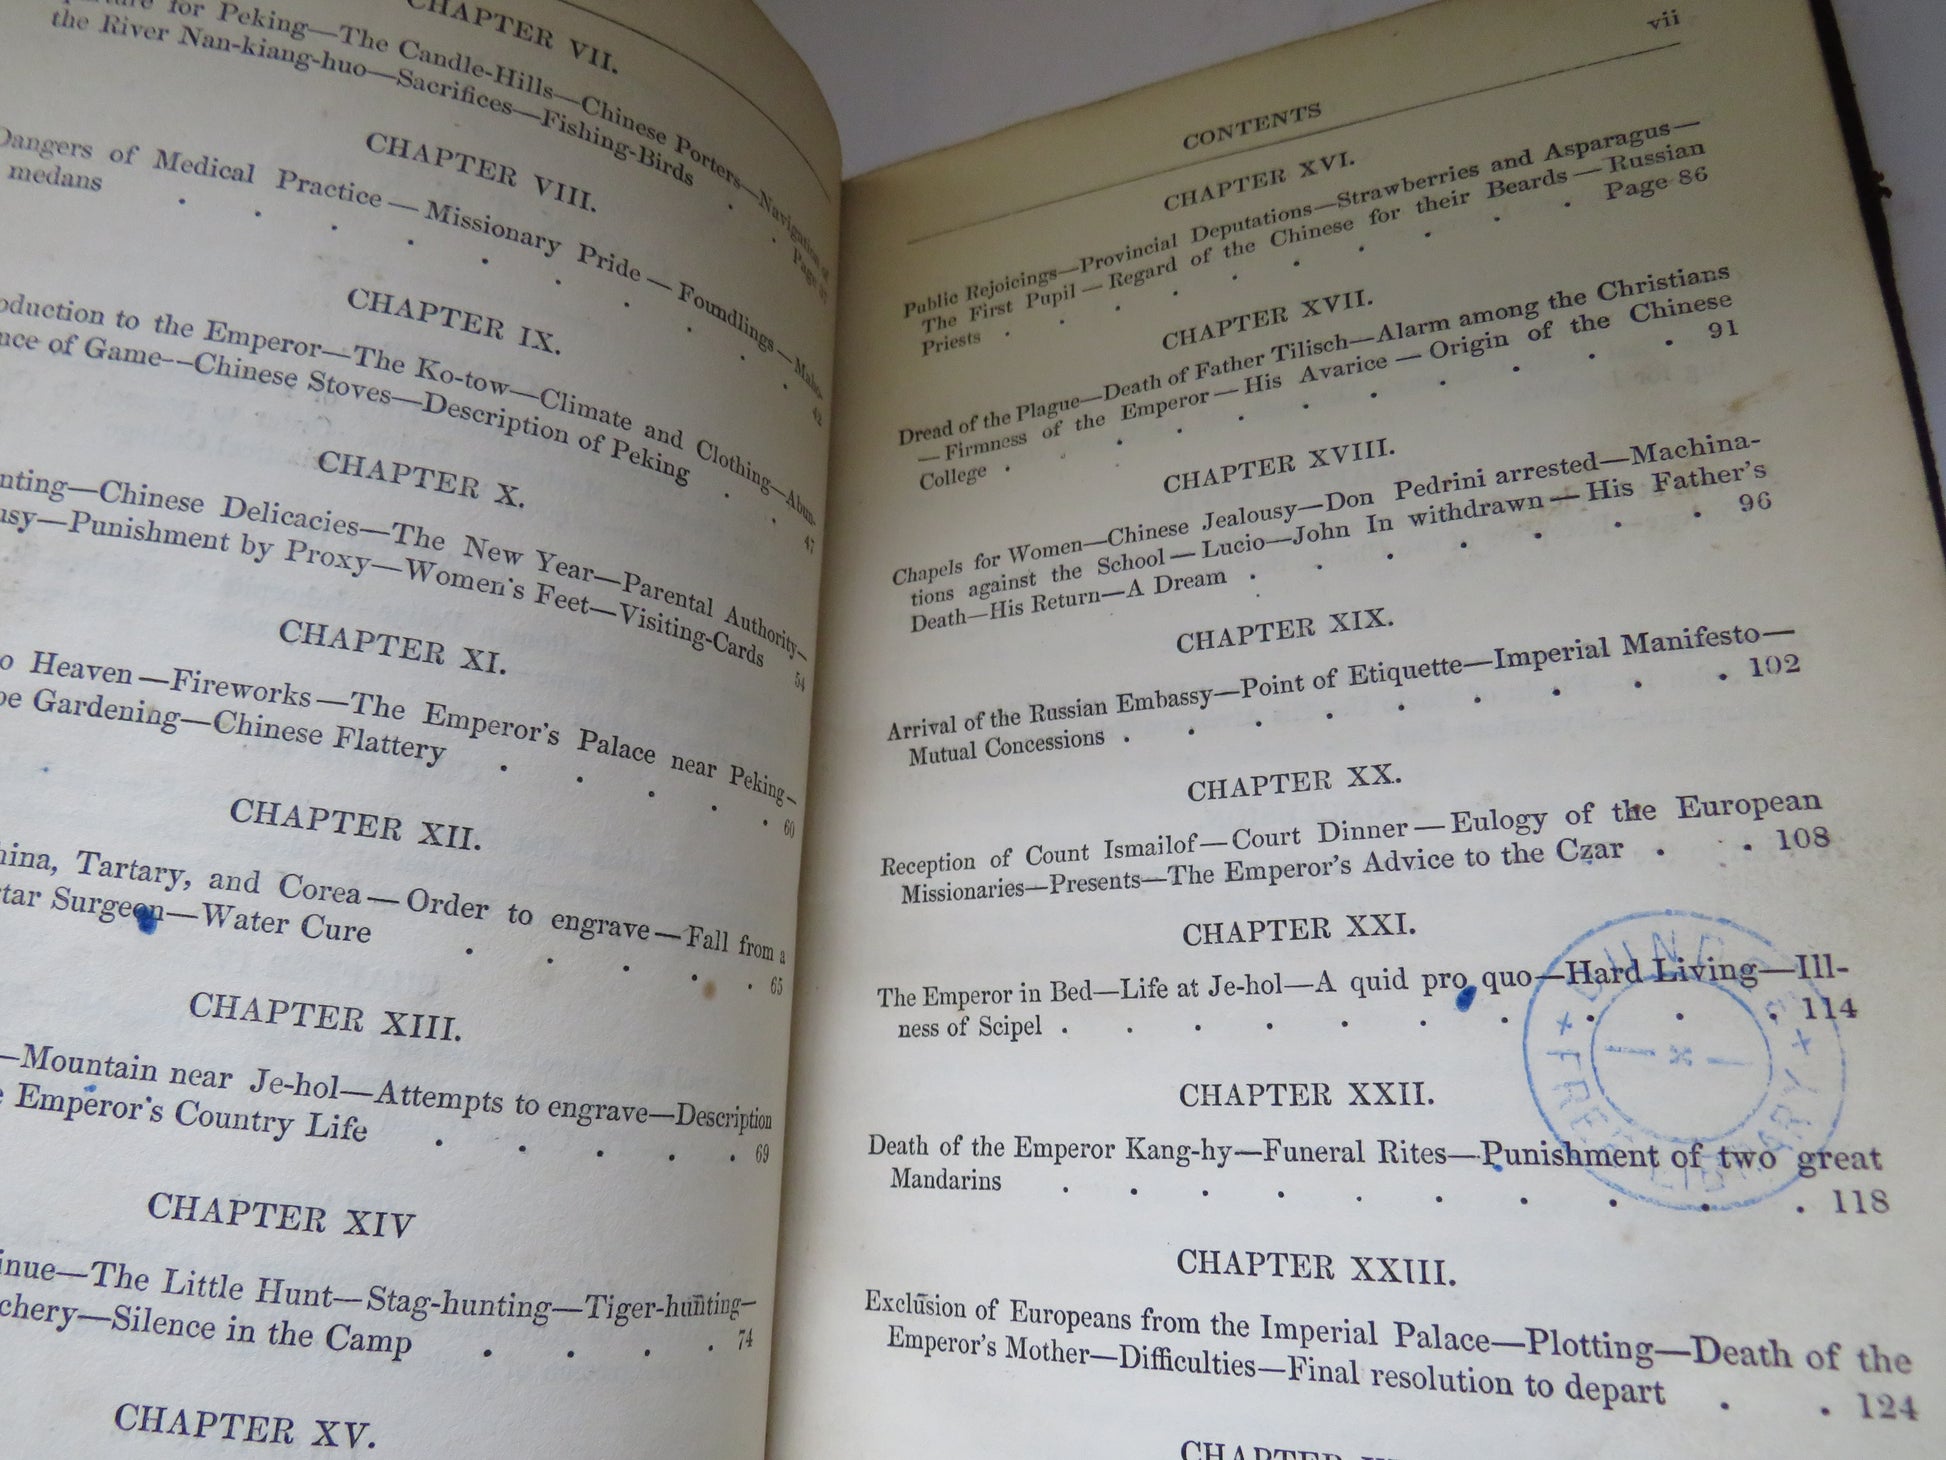 CHAPTER VII.
for Peking—The Candle-Hills—Chinese Porters—Navigation of
the River Nan-kiang-huo—Sacrifices—Fishing-Birds . . Page 37
CHAPTER VIII.
Dangers of Medical Practice—Missionary Pride—Foundlings—Maho-
medans . . . . . . . . . . 42
CHAPTER IX.
oduction to the Emperor—The Ko-tow—Climate and Clothing—Abun-
nce of Game--Chinese Stoves—Description of Peking . . 47
CHAPTER X.
nting—Chinese Delicacies—The New Year—Parental Authority—
usy—Punishment by Proxy—Women's Feet—Visiting-Cards 54
CHAPTER XI.
o Heaven—Fireworks—The Emperor's Palace near Peking—
pe Gardening—Chinese Flattery . . . . . 60
CHAPTER XII.
hina, Tartary, and Corea—Order to engrave—Fall from a
rtar Surgeon—Water Cure . . . . . 65
CHAPTER XIII.
—Mountain near Je-hol—Attempts to engrave—Description
e Emperor's Country Life . . . . . 69
CHAPTER XIV
inue—The Little Hunt—Stag-hunting—Tiger-hunting—
chery—Silence in the Camp . . . . 74
CHAPTER XV.
vii
CONTENTS
CHAPTER XVI.
Public Rejoicings—Provincial Deputations—Strawberries and Asparagus—
The First Pupil—Regard of the Chinese for their Beards—Russian
Priests . . . . . . . . . . Page 86
CHAPTER XVII.
Dread of the Plague—Death of Father Tilisch—Alarm among the Christians
—Firmness of the Emperor—His Avarice—Origin of the Chinese
College . . . . . . . . . . 91
CHAPTER XVIII.
Chapels for Women—Chinese Jealousy—Don Pedrini arrested—Machina-
tions against the School—Lucio—John In withdrawn—His Father's
Death—His Return—A Dream . . . . . . . 96
CHAPTER XIX.
Arrival of the Russian Embassy—Point of Etiquette—Imperial Manifesto—
Mutual Concessions . . . . . . . . . 102
CHAPTER XX.
Reception of Count Ismailof—Court Dinner—Eulogy of the European
Missionaries—Presents—The Emperor's Advice to the Czar . . 108
CHAPTER XXI.
The Emperor in Bed—Life at Je-hol—A quid pro quo—Hard Living—Ill-
ness of Scipel . . . . . . . . . . 114
CHAPTER XXII.
Death of the Emperor Kang-hy—Funeral Rites—Punishment of two great
Mandarins . . . . . . . . . . 118
CHAPTER XXIII.
Exclusion of Europeans from the Imperial Palace—Plotting—Death of the
Emperor's Mother—Difficulties—Final resolution to depart . . 124